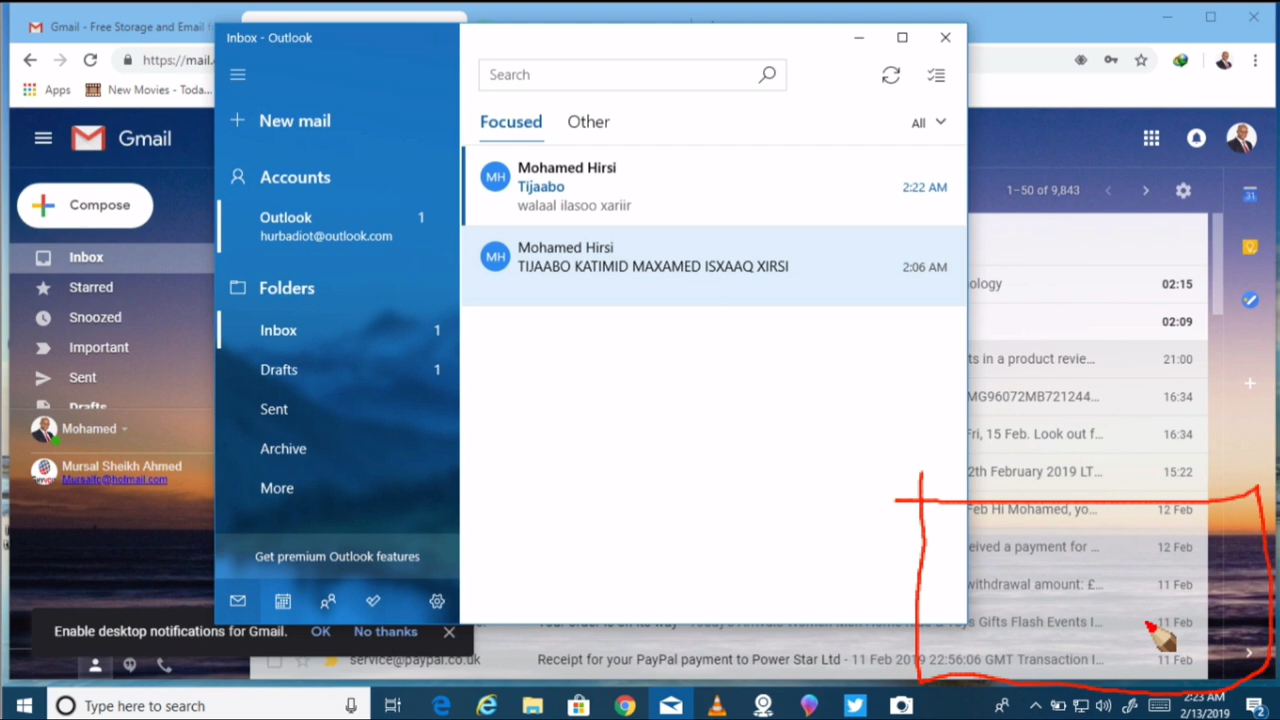 Gmail - Free Storage and Email
https://mail.
Apps
New Movies - Toda...
Gmail
Compose
Inbox
Starred
Snoozed
Important
Sent
Drafts
Mohamed
Mursal Sheikh Ahmed
Mursalfc@hotmail.com
Enable desktop notifications for Gmail. OK No thanks
Inbox - Outlook
New mail
Accounts
Outlook 1
hurbadiot@outlook.com
Folders
Inbox 1
Drafts 1
Sent
Archive
More
Get premium Outlook features
Search
Focused Other All
MH
Mohamed Hirsi
Tijaabo 2:22 AM
walaal ilasoo xariir
MH
Mohamed Hirsi
TIJAABO KATIMID MAXAMED ISXAAQ XIRSI 2:06 AM
1–50 of 9,843
31
nology 02:15
02:09
ts in a product revie... 21:00
MG96072MB721244... 16:34
Fri, 15 Feb. Look out f... 16:34
2th February 2019 LT... 15:22
Feb Hi Mohamed, yo... 12 Feb
eived a payment for ... 12 Feb
withdrawal amount: £... 11 Feb
Gifts Flash Events I... 11 Feb
service@paypal.co.uk Receipt for your PayPal payment to Power Star Ltd - 11 Feb 2019 22:56:06 GMT Transaction I... 11 Feb
Type here to search
2:23 AM
2/13/2019
2